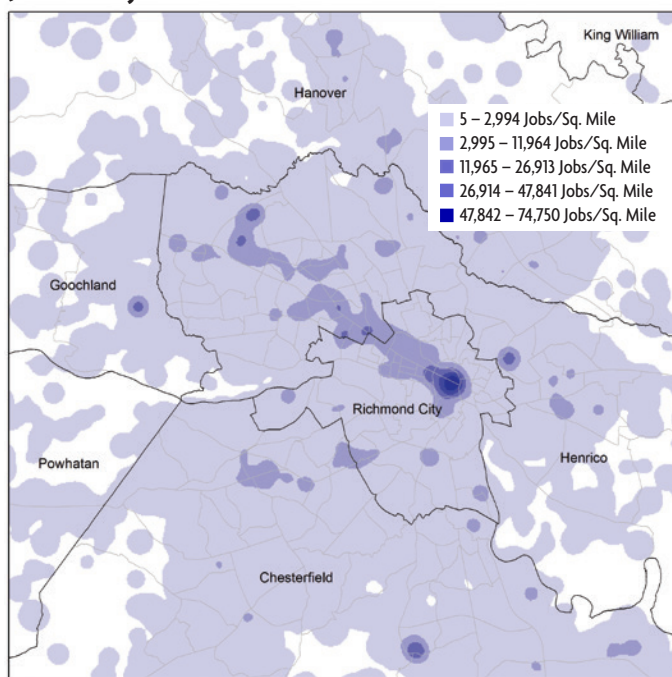 King William
Hanover
5 – 2,994 Jobs/Sq. Mile
2,995 – 11,964 Jobs/Sq. Mile
11,965 – 26,913 Jobs/Sq. Mile
26,914 – 47,841 Jobs/Sq. Mile
47,842 – 74,750 Jobs/Sq. Mile
Goochland
Richmond City
Powhatan
Henrico
Chesterfield